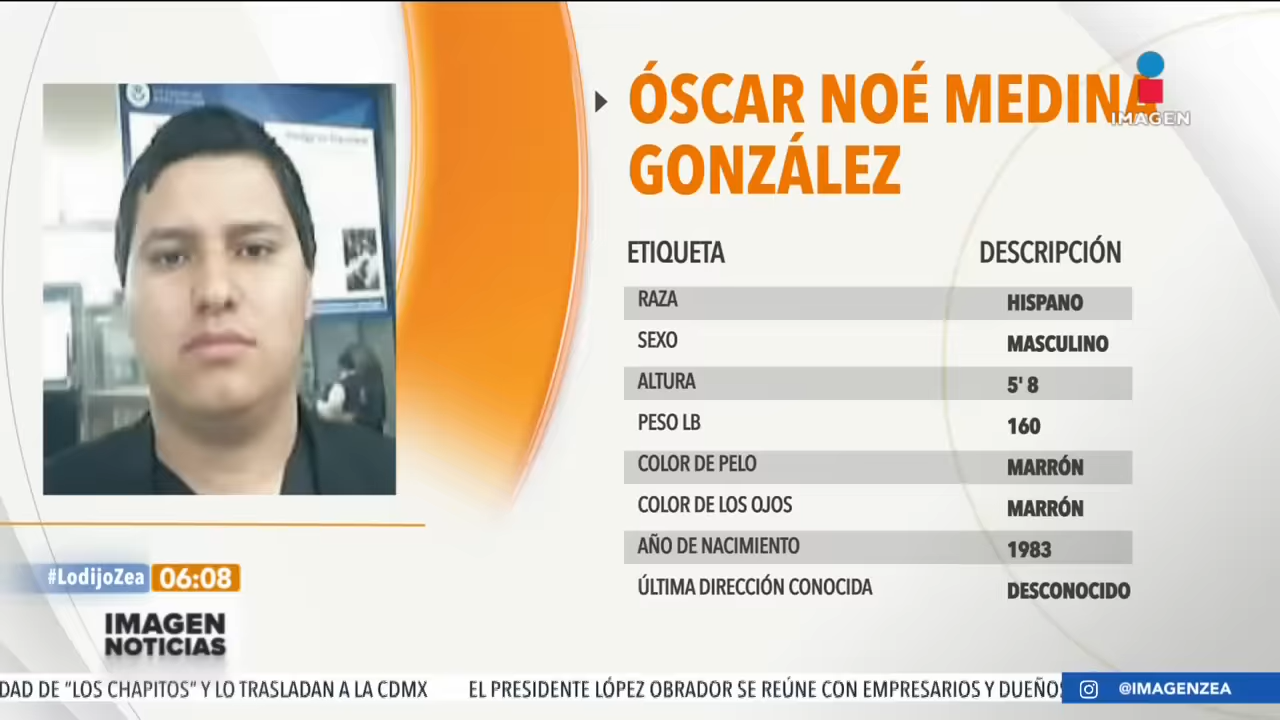 ÓSCAR NOÉ MEDINA
GONZÁLEZ
IMAGEN
ETIQUETA DESCRIPCIÓN
RAZA HISPANO
SEXO MASCULINO
ALTURA 5' 8
PESO LB 160
COLOR DE PELO MARRÓN
COLOR DE LOS OJOS MARRÓN
AÑO DE NACIMIENTO 1983
ÚLTIMA DIRECCIÓN CONOCIDA DESCONOCIDO
#LodijoZea 06:08
IMAGEN
NOTICIAS
DAD DE “LOS CHAPITOS” Y LO TRASLADAN A LA CDMX EL PRESIDENTE LÓPEZ OBRADOR SE REÚNE CON EMPRESARIOS Y DUEÑO @IMAGENZEA